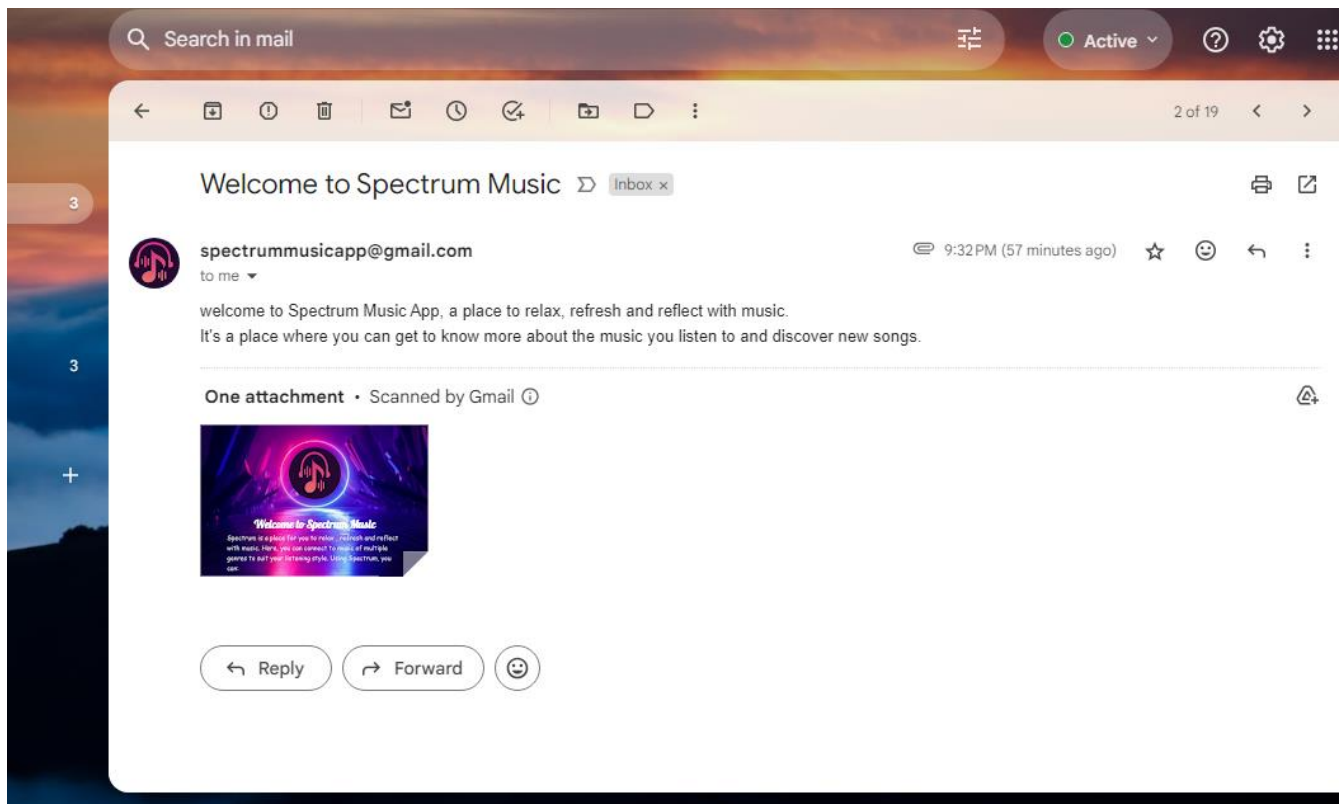 Search in mail
Active
2 of 19
Welcome to Spectrum Music
Inbox ×
3
spectrummusicapp@gmail.com
9:32 PM (57 minutes ago)
to me
welcome to Spectrum Music App, a place to relax, refresh and reflect with music.
It's a place where you can get to know more about the music you listen to and discover new songs.
3
One attachment • Scanned by Gmail
Welcome to Spectrum Music
Spectrum is a place for you to relax , refresh and reflect
with music. Here, you can connect to music of multiple
genres to suit your listening style. Using Spectrum, you
can:
Reply
Forward